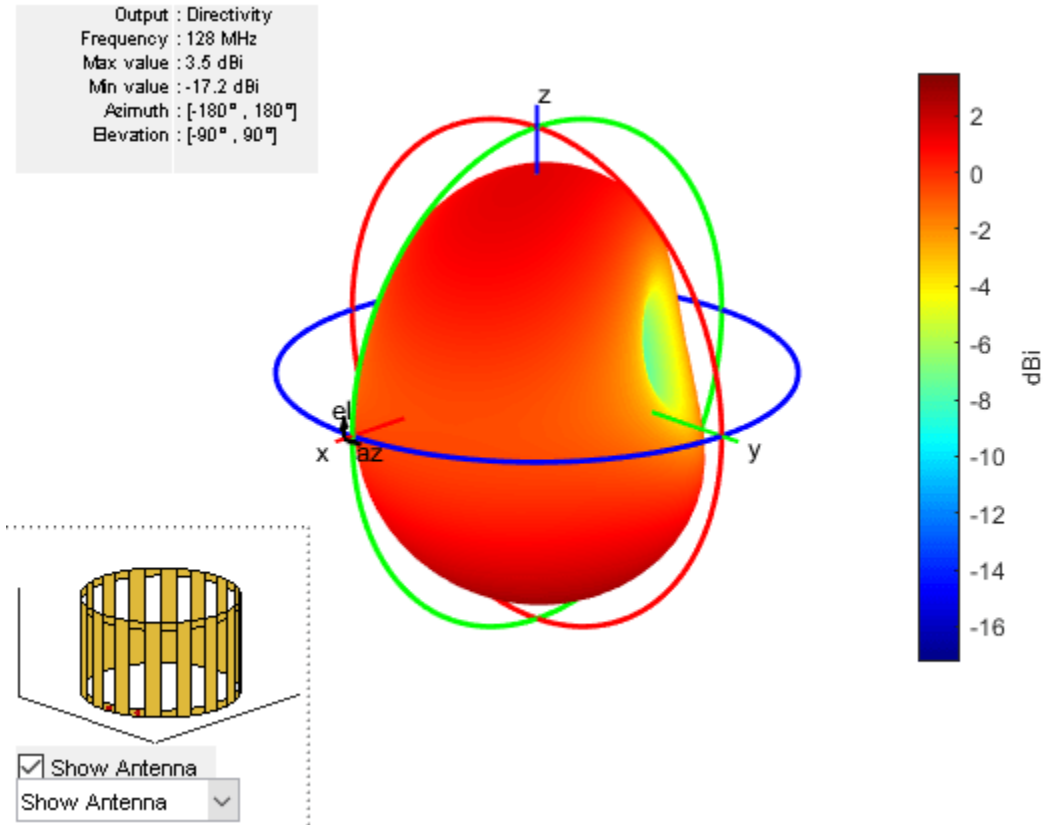 Output : Directivity
Frequency : 128 MHz
Max value : 3.5 dBi
Min value : -17.2 dBi
Azimuth : [-180° , 180°]
Elevation : [-90° , 90°]
z
2
0
-2
-4
-6
-8
-10
-12
-14
-16
dBi
el
x
az
y
Show Antenna
Show Antenna